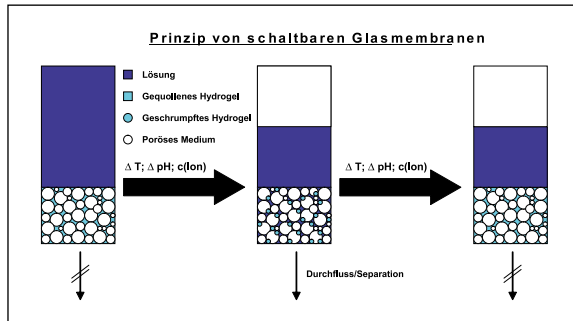 Prinzip von schaltbaren Glasmembranen
Lösung
Gequollenes Hydrogel
Geschrumpftes Hydrogel
Poröses Medium
Δ T; Δ pH; c(Ion)
Δ T; Δ pH; c(Ion)
Durchfluss/Separation